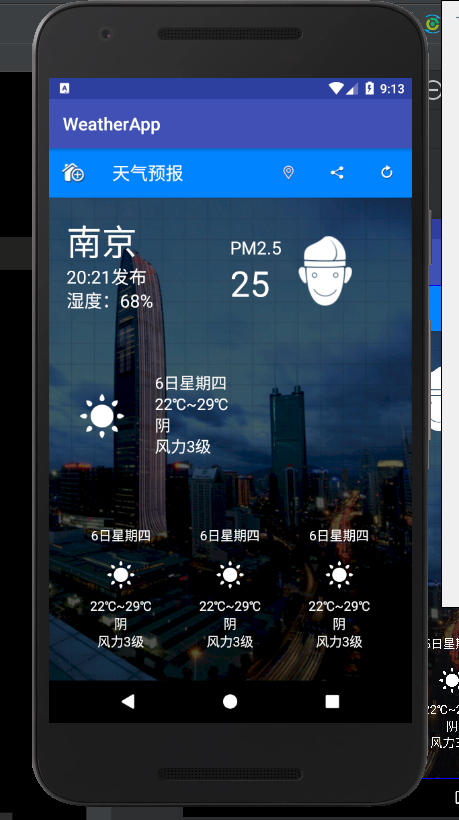 9:13
WeatherApp
天气预报
南京
20:21发布
湿度：68%
PM2.5
25
6日星期四
22℃~29℃
阴
风力3级
6日星期四
22℃~29℃
阴
风力3级
6日星期四
22℃~29℃
阴
风力3级
6日星期四
22℃~29℃
阴
风力3级